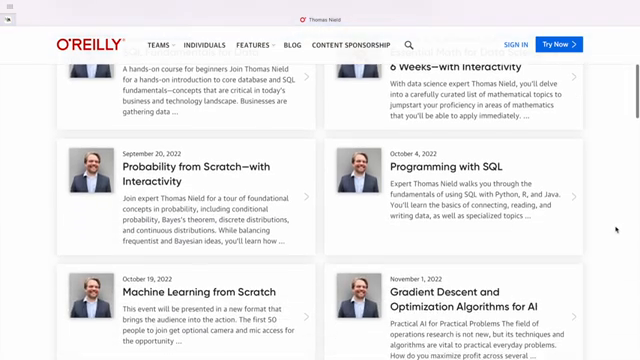 Thomas Nield
O'REILLY
TEAMS
INDIVIDUALS
FEATURES
BLOG
CONTENT SPONSORSHIP
SIGN IN
Try Now
A hands-on course for beginners Join Thomas
Nield for a hands-on introduction to core database and SQL
fundamentals—concepts that are critical in today's
business and technology landscape. Businesses are
gathering data ...
6 Weeks—with Interactivity
With data science expert Thomas Nield, you'll delve
into a carefully curated list of mathematical topics to
jumpstart your proficiency in areas of mathematics
that you'll be able to apply immediately. ...
September 20, 2022
Probability from Scratch—with
Interactivity
Join expert Thomas Nield for a tour of foundational
concepts in probability, including conditional
probability, Bayes's theorem, discrete distributions,
and continuous distributions. While balancing
frequentist and Bayesian ideas, you'll learn how ...
October 4, 2022
Programming with SQL
Expert Thomas Nield walks you through the
fundamentals of using SQL with Python, R, and Java.
You'll learn the basics of connecting, reading, and
writing data, as well as specialized topics ...
October 19, 2022
Machine Learning from Scratch
This event will be presented in a new format that
brings the audience into the action. The first 50
people to join get optional camera and mic access for
the opportunity ...
November 1, 2022
Gradient Descent and
Optimization Algorithms for AI
Practical AI for Practical Problems The field of
operations research is not new, but its techniques and
algorithms are vital to practical everyday problems.
How do you maximize profit across several ...